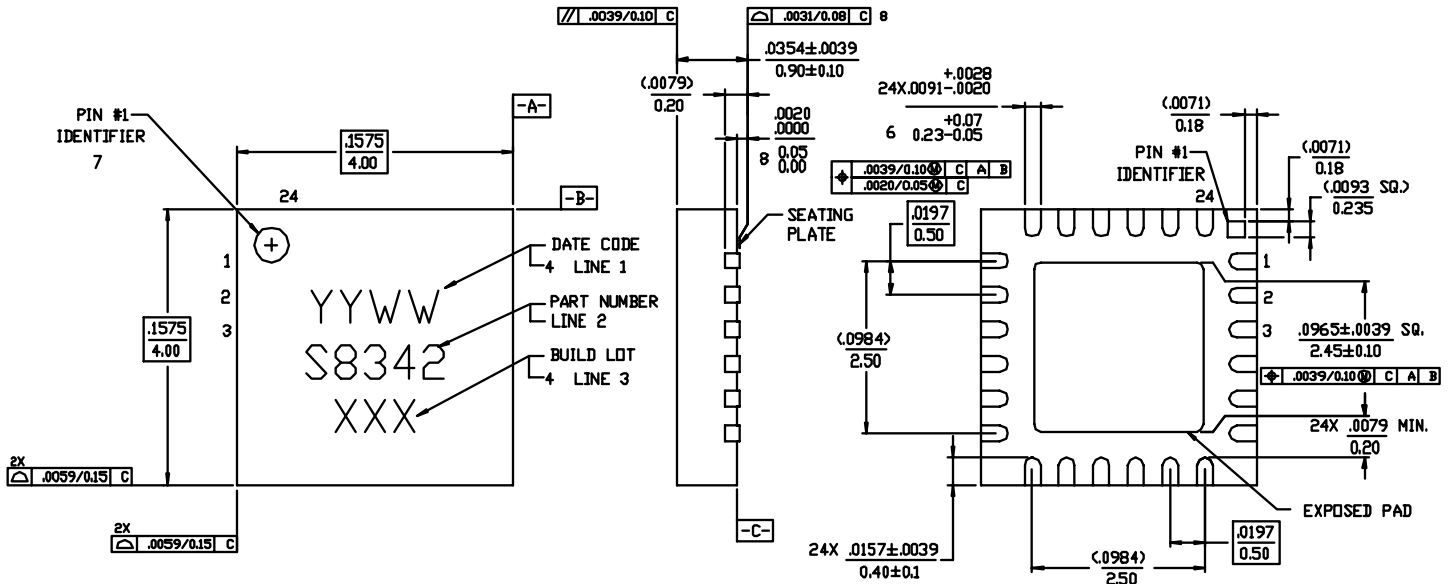 // .0039/0.10 C
⌓ .0031/0.08 C 8
.0354±.0039
0.90±0.10
(.0079)
0.20
.0020
.0000
8 0.05
0.00
PIN #1
IDENTIFIER
7
-A-
.1575
4.00
24
-B-
1
2
3
.1575
4.00
DATE CODE
4 LINE 1
YYWW
PART NUMBER
LINE 2
S8342
BUILD LOT
4 LINE 3
XXX
2X
⌓ .0059/0.15 C
2X
⌓ .0059/0.15 C
SEATING
PLATE
-C-
+.0028
24X.0091-.0020
+0.07
6 0.23-0.05
⌖ .0039/0.10Ⓜ C A B
.0020/0.05Ⓜ C
.0197
0.50
(.0071)
0.18
PIN #1
IDENTIFIER
24
(.0071)
0.18
(.0093 SQ.)
0.235
1
2
3
(.0984)
2.50
.0965±.0039 SQ.
2.45±0.10
⌖ .0039/0.10Ⓜ C A B
24X .0079 MIN.
0.20
EXPOSED PAD
24X .0157±.0039
0.40±0.1
(.0984)
2.50
.0197
0.50